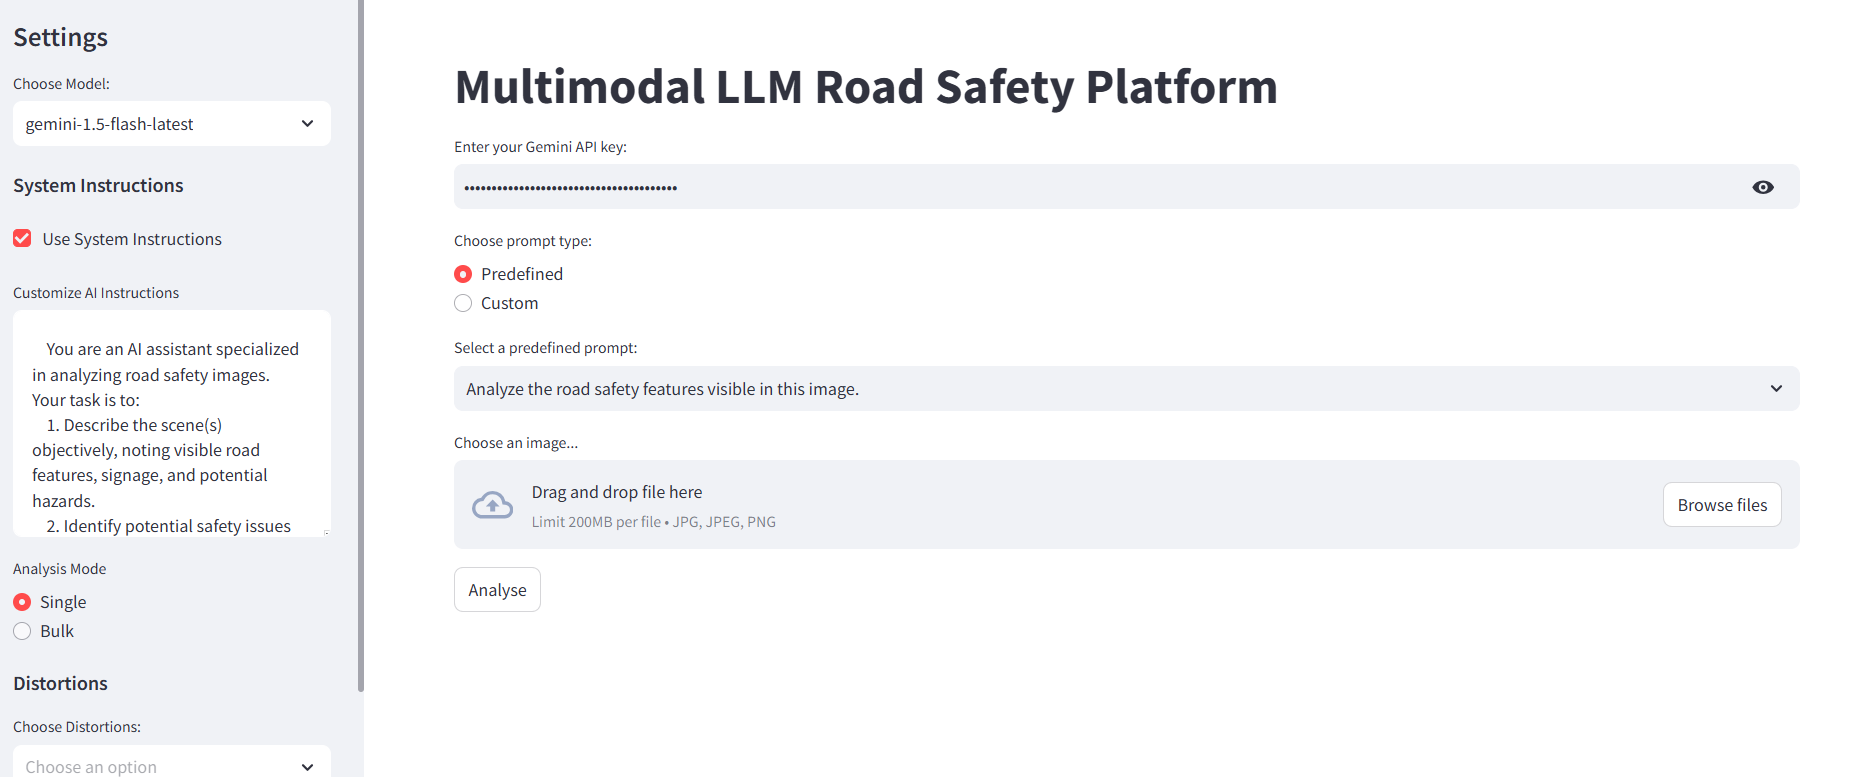 Settings
Choose Model:
gemini-1.5-flash-latest
System Instructions
Use System Instructions
Customize AI Instructions
You are an AI assistant specialized
in analyzing road safety images.
Your task is to:
1. Describe the scene(s)
objectively, noting visible road
features, signage, and potential
hazards.
2. Identify potential safety issues
Analysis Mode
Single
Bulk
Distortions
Choose Distortions:
Choose an option
Multimodal LLM Road Safety Platform
Enter your Gemini API key:
Choose prompt type:
Predefined
Custom
Select a predefined prompt:
Analyze the road safety features visible in this image.
Choose an image...
Drag and drop file here
Limit 200MB per file • JPG, JPEG, PNG
Browse files
Analyse